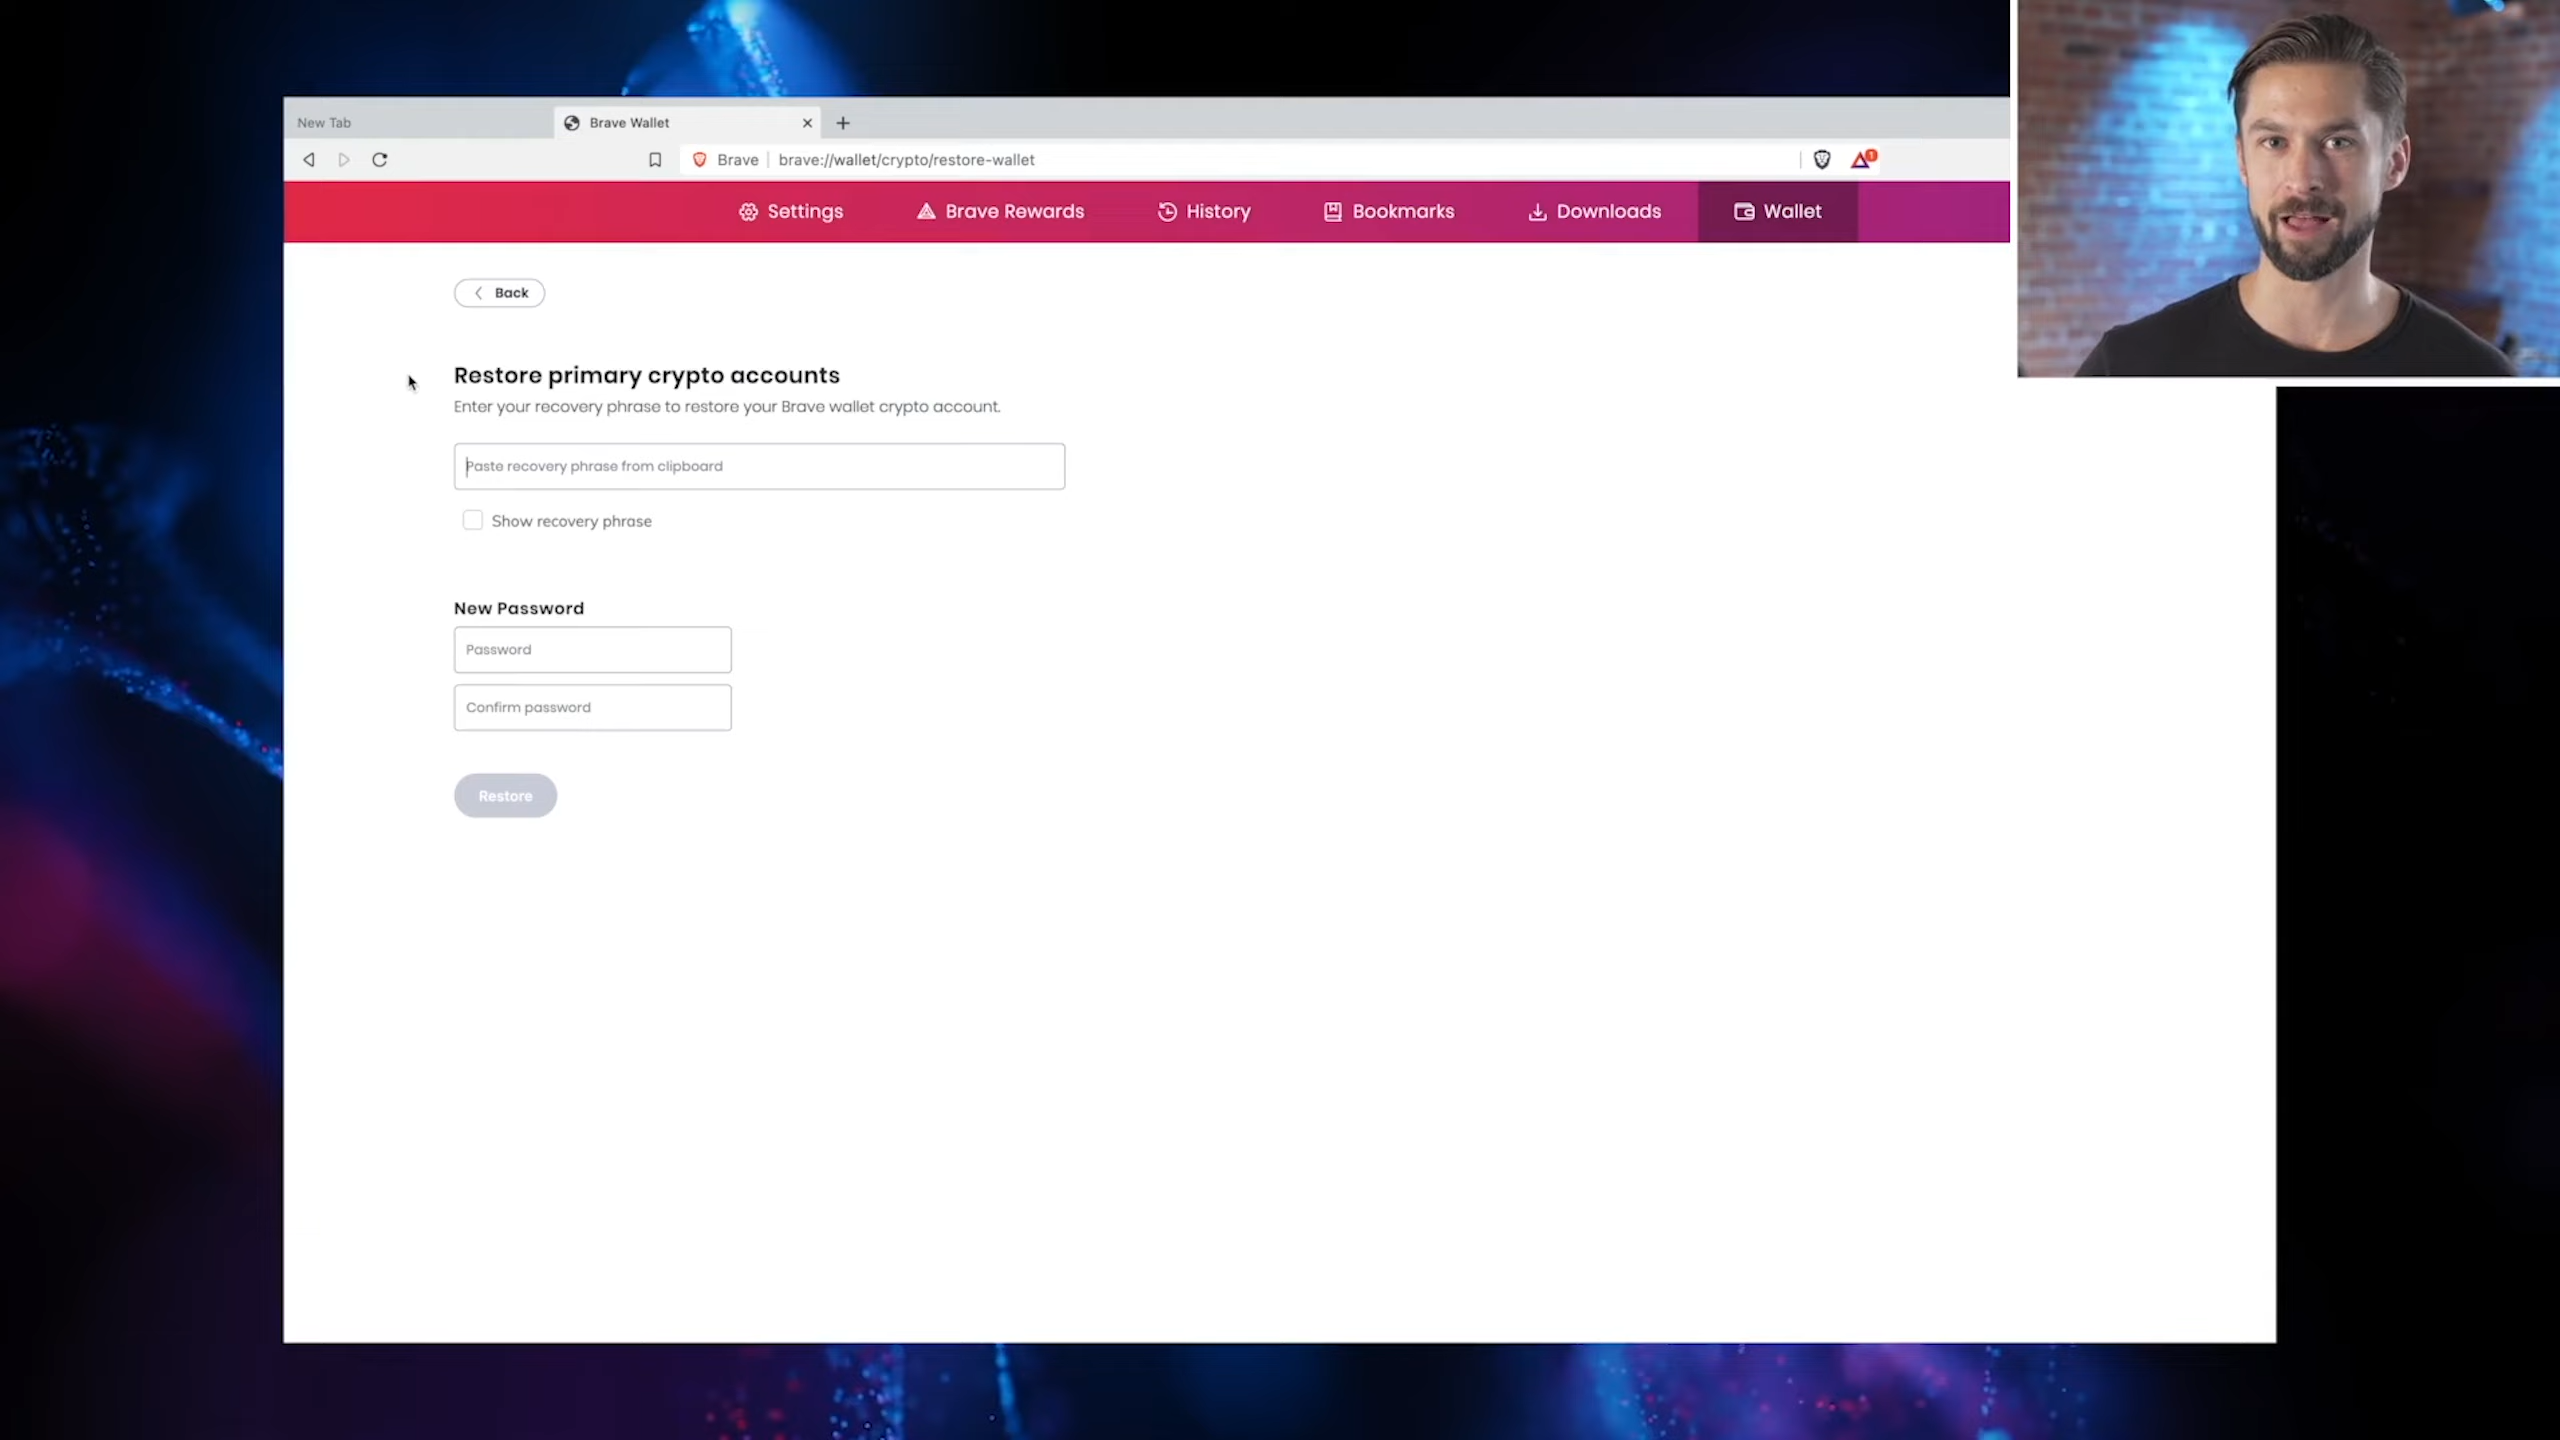 New Tab
Brave Wallet
Brave
brave://wallet/crypto/restore-wallet
1
Settings
Brave Rewards
History
Bookmarks
Downloads
Wallet
Back
Restore primary crypto accounts
Enter your recovery phrase to restore your Brave wallet crypto account.
Paste recovery phrase from clipboard
Show recovery phrase
New Password
Password
Confirm password
Restore